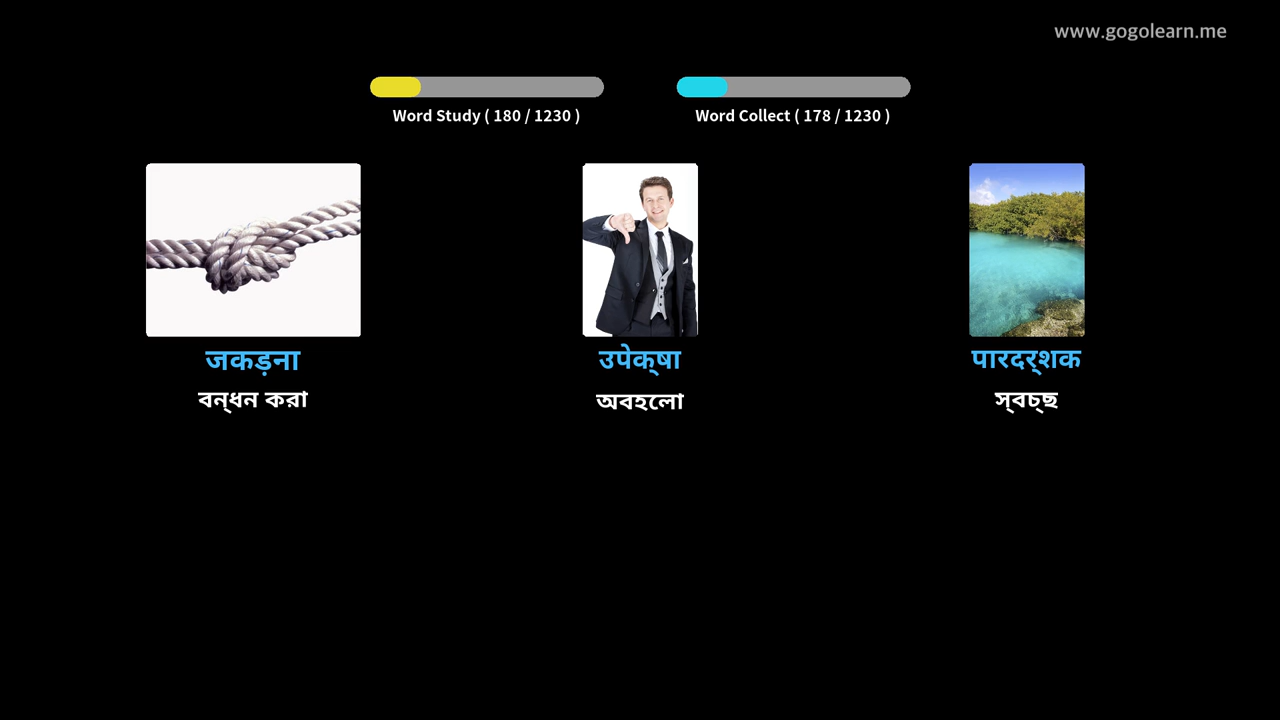 www.gogolearn.me
Word Study ( 180 / 1230 )
Word Collect ( 178 / 1230 )
जकड़ना
उपेक्‌षा
पारदर्‌शक
বন্‌ধন করা
অবহলো
স্‌বচ্‌ছ